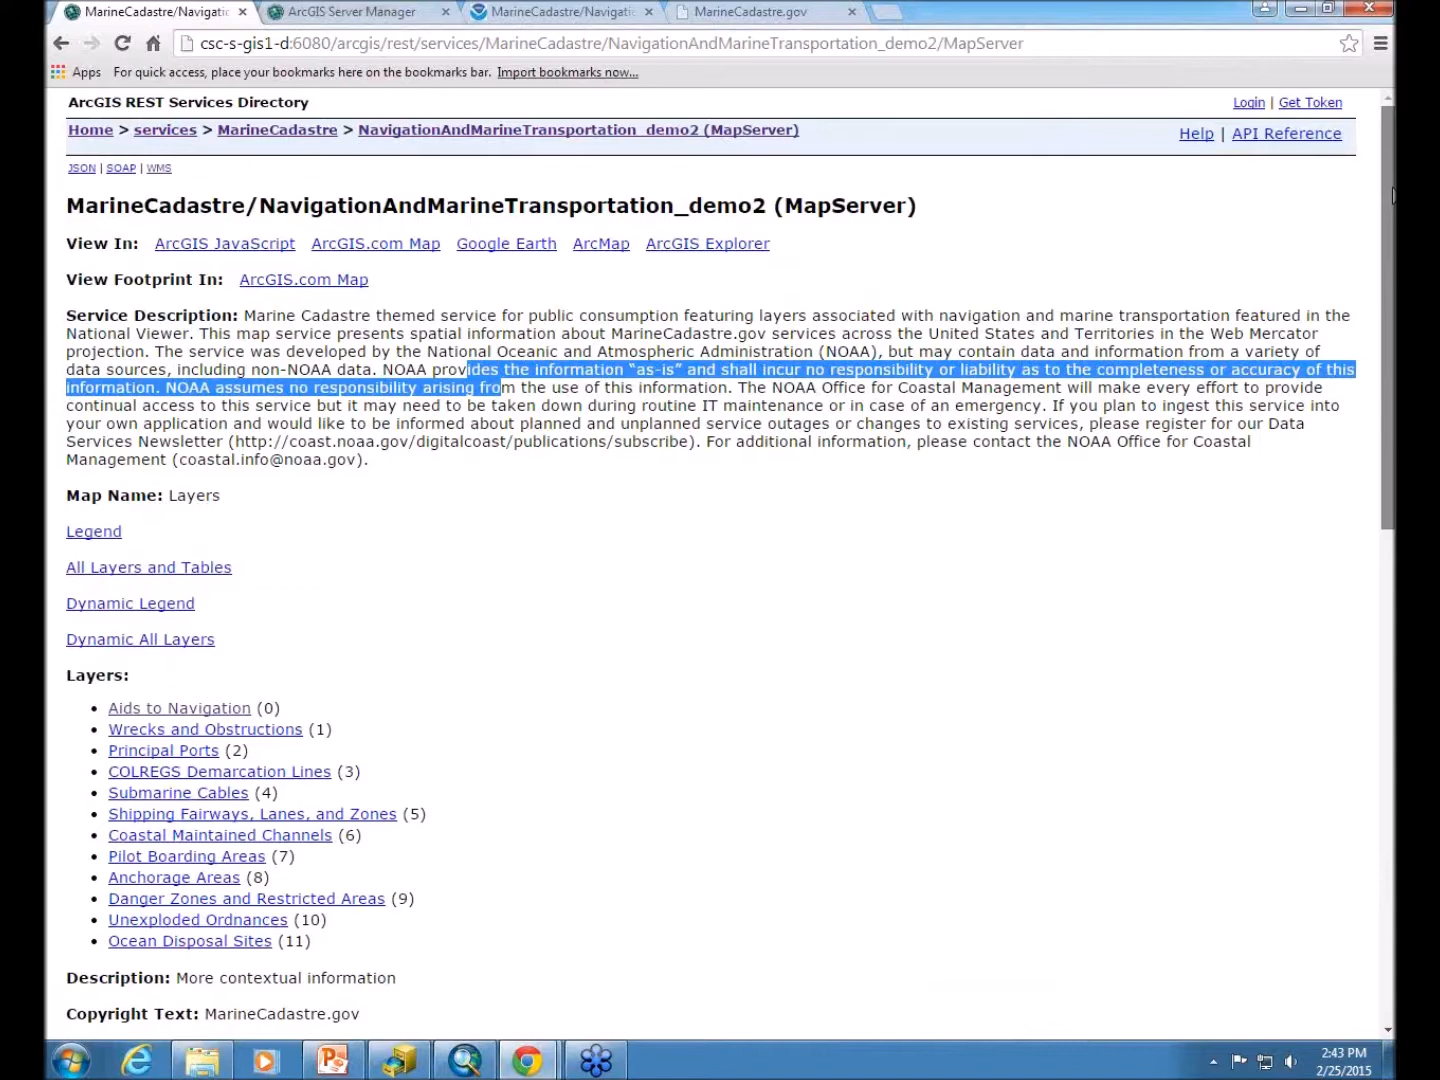 MarineCadastre/Navigatio
ArcGIS Server Manager
MarineCadastre/Navigatio
MarineCadastre.gov
csc-s-gis1-d:6080/arcgis/rest/services/MarineCadastre/NavigationAndMarineTransportation_demo2/MapServer
Apps For quick access, place your bookmarks here on the bookmarks bar. Import bookmarks now...
ArcGIS REST Services Directory
Login | Get Token
Home > services > MarineCadastre > NavigationAndMarineTransportation_demo2 (MapServer)
Help | API Reference
JSON | SOAP | WMS
MarineCadastre/NavigationAndMarineTransportation_demo2 (MapServer)
View In: ArcGIS JavaScript ArcGIS.com Map Google Earth ArcMap ArcGIS Explorer
View Footprint In: ArcGIS.com Map
Service Description: Marine Cadastre themed service for public consumption featuring layers associated with navigation and marine transportation featured in the
National Viewer. This map service presents spatial information about MarineCadastre.gov services across the United States and Territories in the Web Mercator
projection. The service was developed by the National Oceanic and Atmospheric Administration (NOAA), but may contain data and information from a variety of
data sources, including non-NOAA data. NOAA provides the information “as-is” and shall incur no responsibility or liability as to the completeness or accuracy of this
information. NOAA assumes no responsibility arising from the use of this information. The NOAA Office for Coastal Management will make every effort to provide
continual access to this service but it may need to be taken down during routine IT maintenance or in case of an emergency. If you plan to ingest this service into
your own application and would like to be informed about planned and unplanned service outages or changes to existing services, please register for our Data
Services Newsletter (http://coast.noaa.gov/digitalcoast/publications/subscribe). For additional information, please contact the NOAA Office for Coastal
Management (coastal.info@noaa.gov).
Map Name: Layers
Legend
All Layers and Tables
Dynamic Legend
Dynamic All Layers
Layers:
• Aids to Navigation (0)
• Wrecks and Obstructions (1)
• Principal Ports (2)
• COLREGS Demarcation Lines (3)
• Submarine Cables (4)
• Shipping Fairways, Lanes, and Zones (5)
• Coastal Maintained Channels (6)
• Pilot Boarding Areas (7)
• Anchorage Areas (8)
• Danger Zones and Restricted Areas (9)
• Unexploded Ordnances (10)
• Ocean Disposal Sites (11)
Description: More contextual information
Copyright Text: MarineCadastre.gov
2:43 PM
2/25/2015